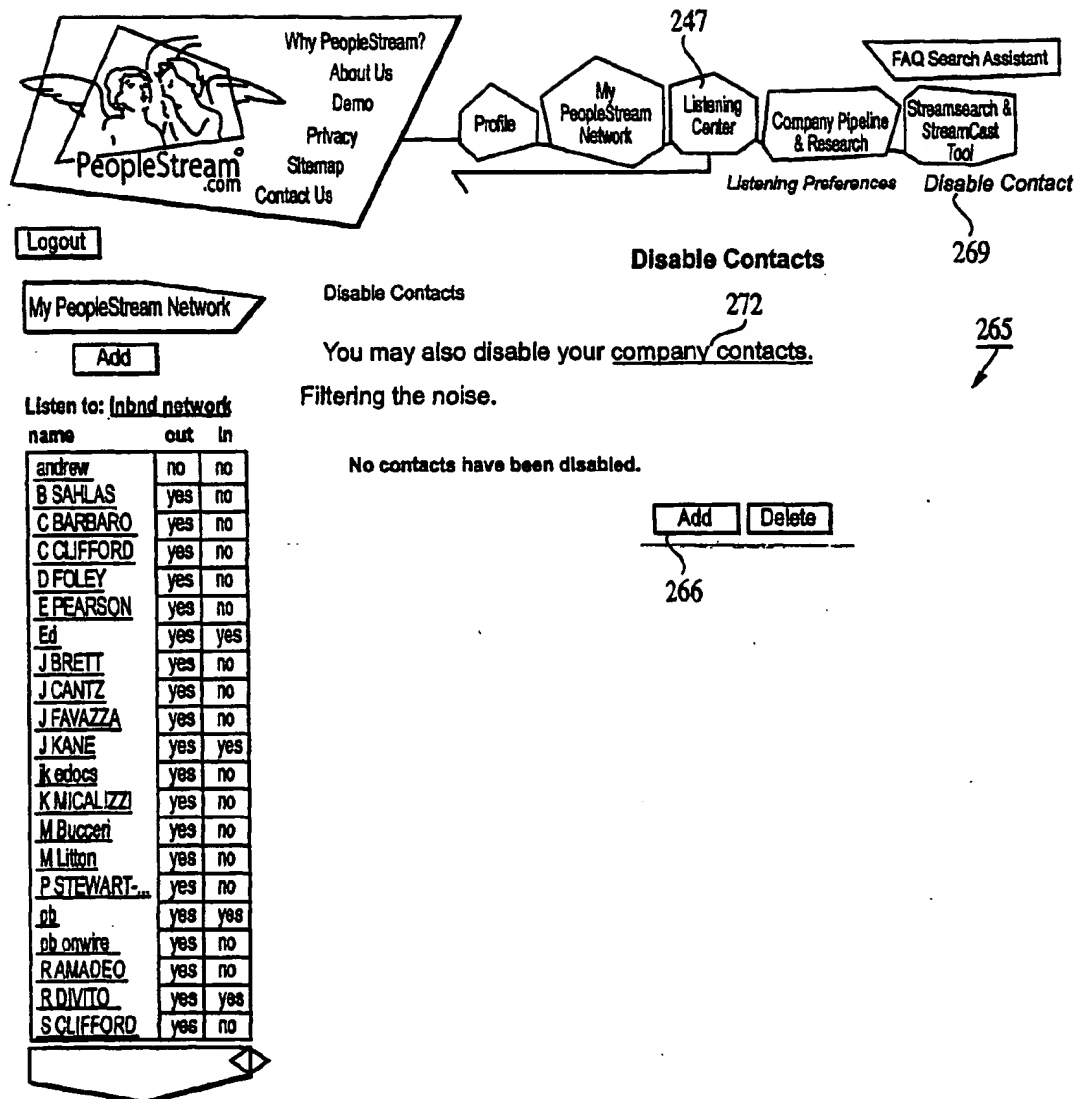 247
Why PeopleStream?
About Us
Demo
Privacy
Sitemap
Contact Us
PeopleStream
.com
FAQ Search Assistant
Profile
My PeopleStream Network
Listening Center
Company Pipeline & Research
Streamsearch & StreamCast Tool
Listening Preferences Disable Contact
269
Logout
Disable Contacts
My PeopleStream Network
Disable Contacts
272
Add
You may also disable your company contacts.
265
Filtering the noise.
Listen to: Inbnd network
name out in
andrew no no
B SAHLAS yes no
C BARBARO yes no
C CLIFFORD yes no
D FOLEY yes no
E PEARSON yes no
Ed yes yes
J BRETT yes no
J CANTZ yes no
J FAVAZZA yes no
J KANE yes yes
jk edocs yes no
K MICALIZZI yes no
M Bucceri yes no
M Litton yes no
P STEWART-... yes no
pb yes yes
pb onwire yes no
R AMADEO yes no
R DIVITO yes yes
S CLIFFORD yes no
No contacts have been disabled.
Add Delete
266